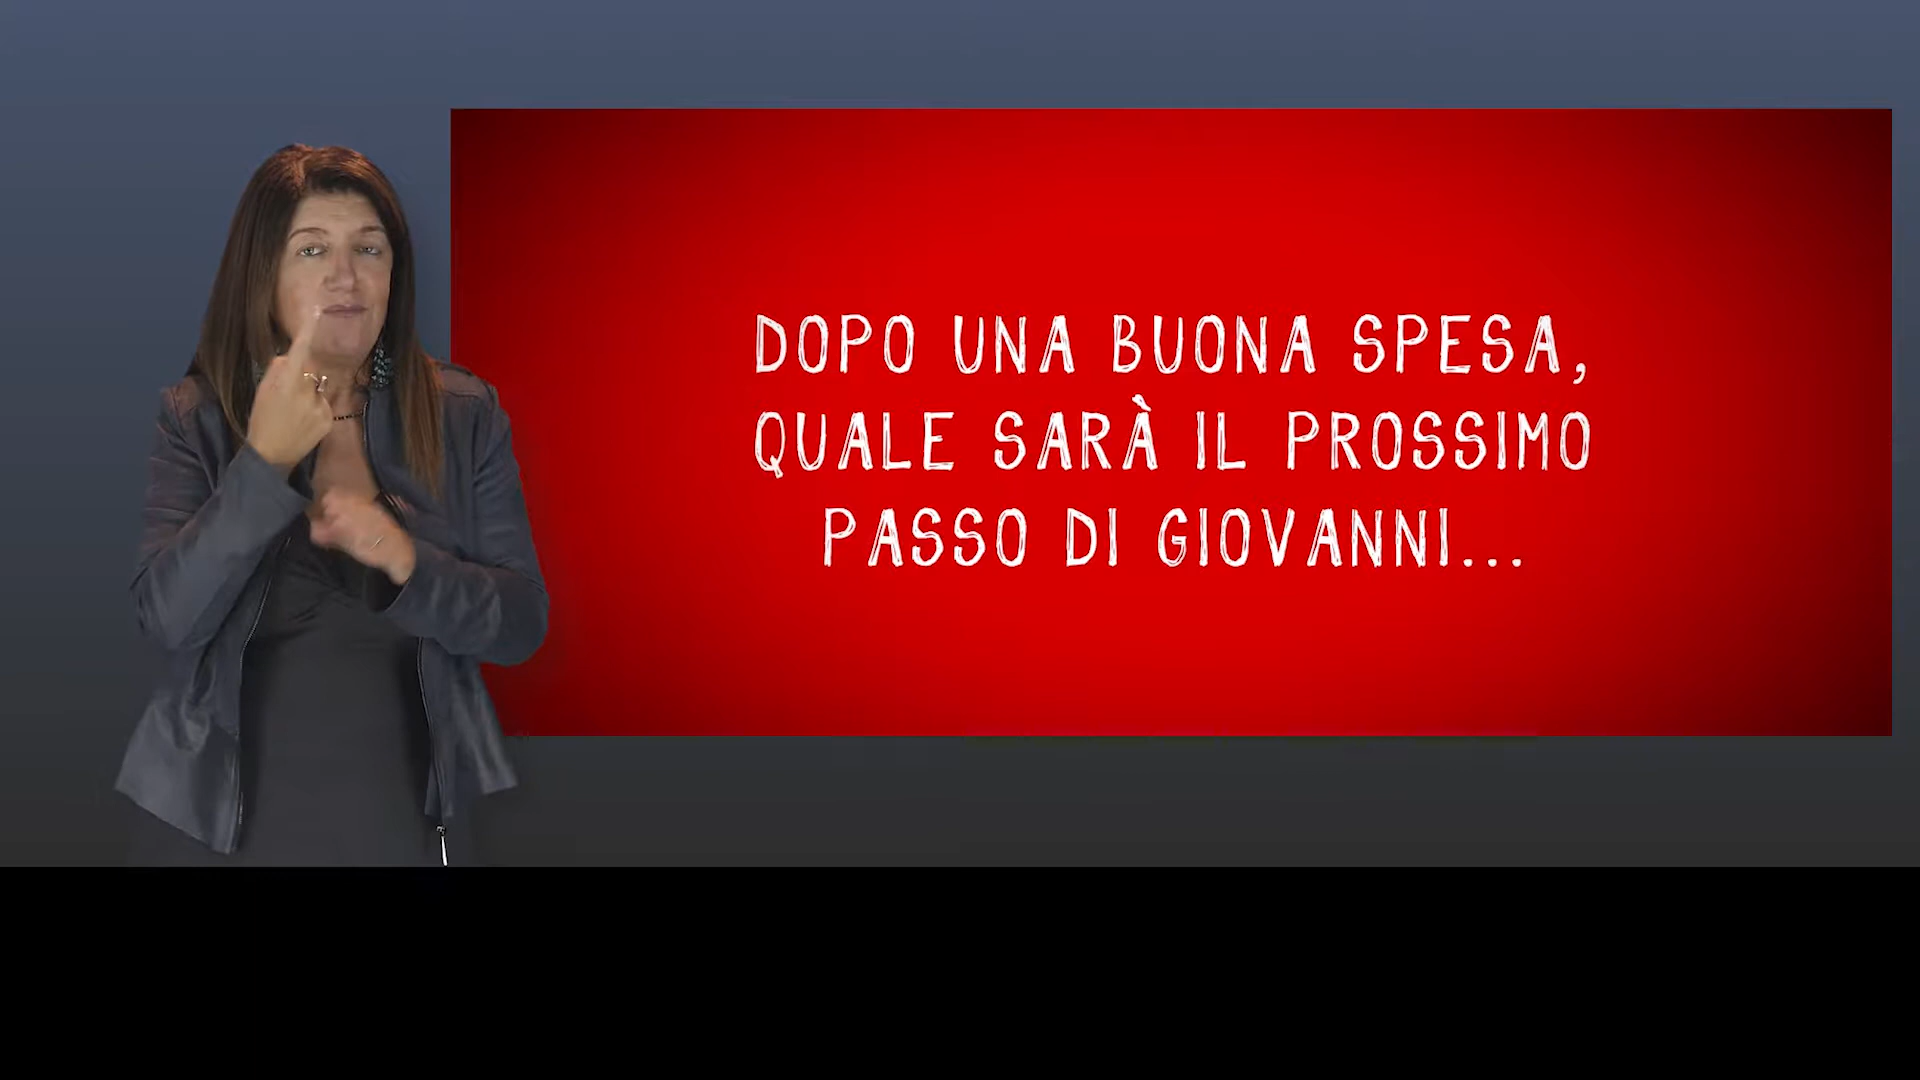 DOPO UNA BUONA SPESA,
QUALE SARÀ IL PROSSIMO
PASSO DI GIOVANNI...